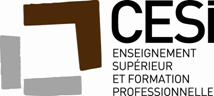 CESi
ENSEIGNEMENT
SUPÉRIEUR
ET FORMATION
PROFESSIONNELLE